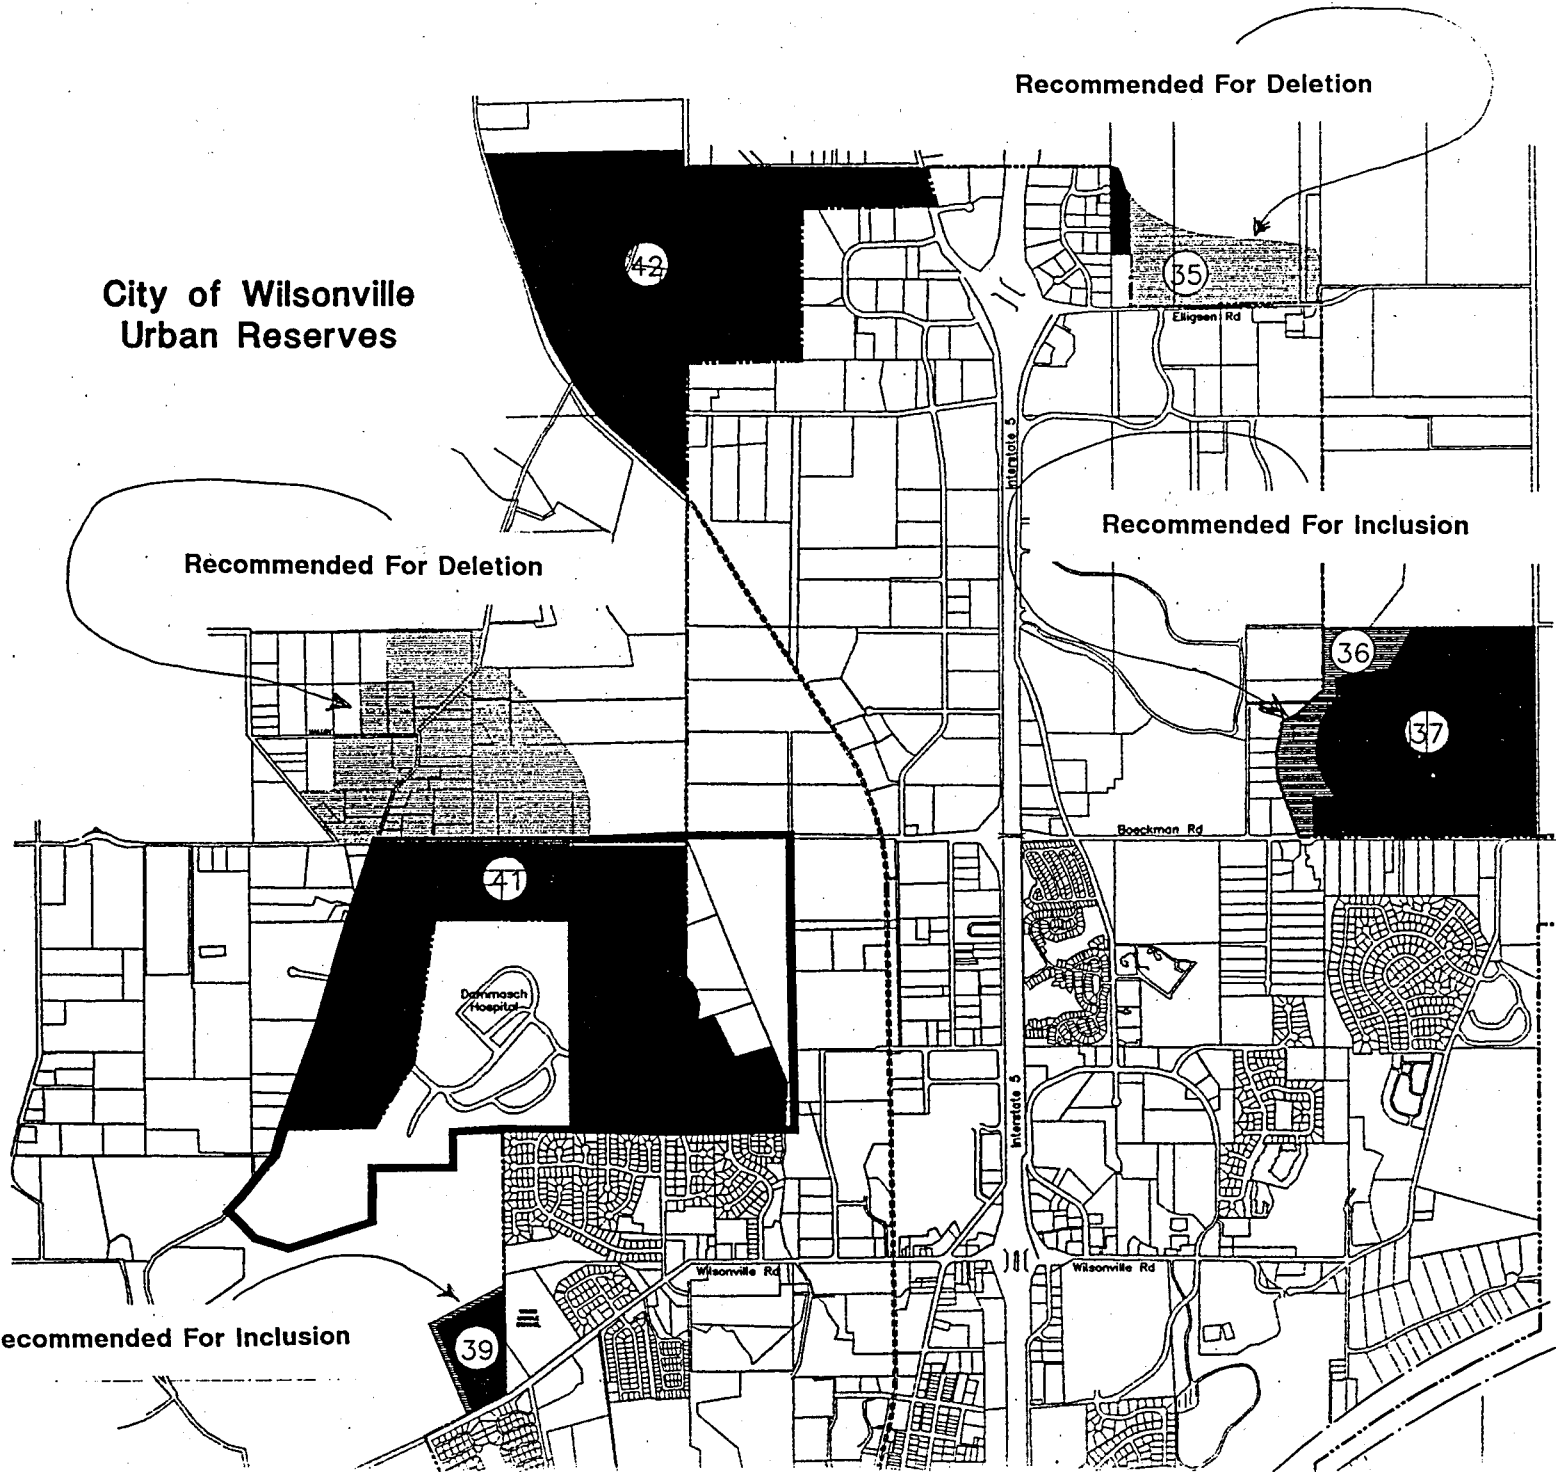 Recommended For Deletion
42
35
City of Wilsonville
Urban Reserves
Elligsen Rd
Interstate 5
Recommended For Inclusion
Recommended For Deletion
36
37
Boeckman Rd
41
Dammasch
Hospital
Interstate 5
Wilsonville Rd
Wilsonville Rd
ecommended For Inclusion
39